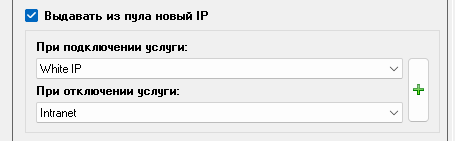 Выдавать из пула новый IP
При подключении услуги:
White IP
При отключении услуги:
Intranet